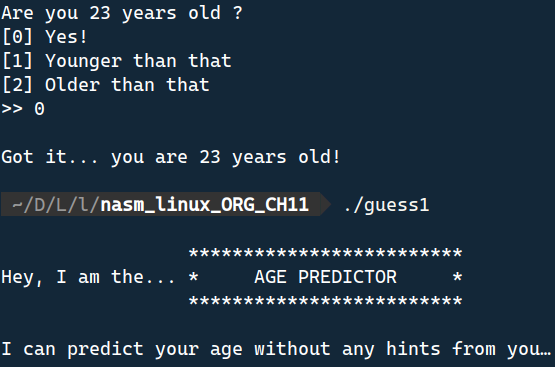 Are you 23 years old ?
[0] Yes!
[1] Younger than that
[2] Older than that
>> 0
Got it... you are 23 years old!
~/D/L/l/nasm_linux_ORG_CH11 ./guess1
*************************
Hey, I am the... *     AGE PREDICTOR     *
*************************
I can predict your age without any hints from you…